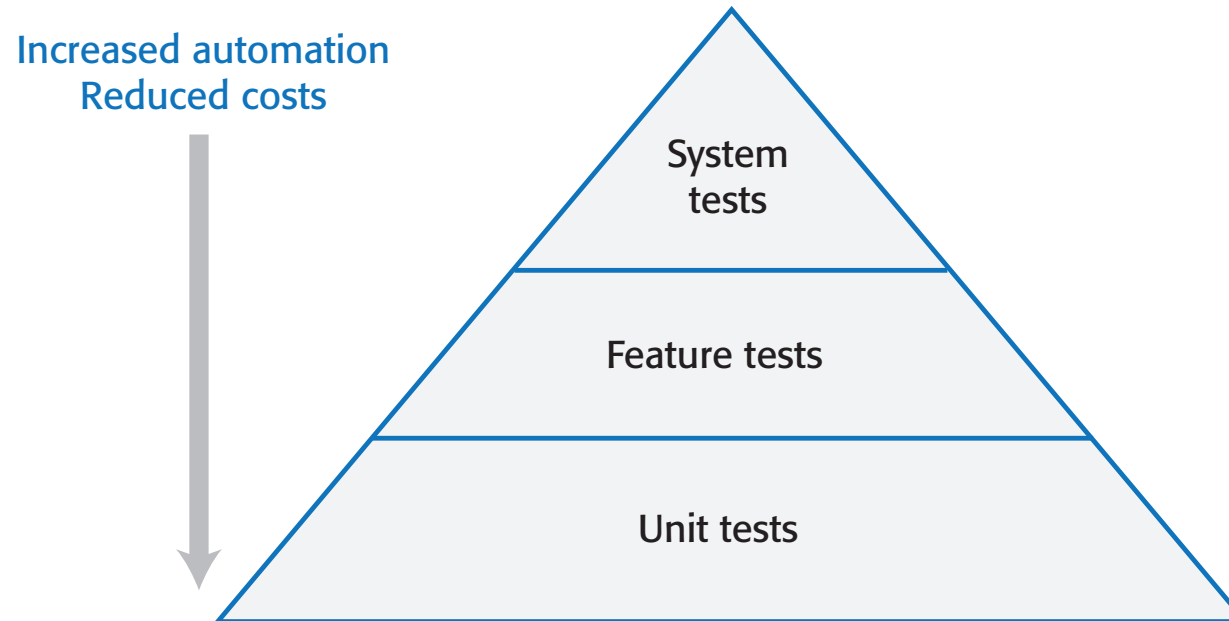 Increased automation
Reduced costs
System
tests
Feature tests
Unit tests